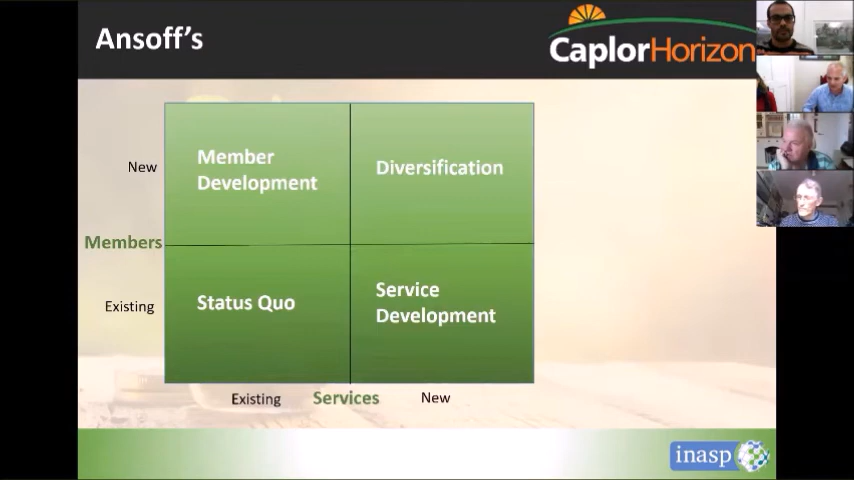 Ansoff's
CaplorHorizon
New
Member
Development
Diversification
Members
Existing
Status Quo
Service
Development
Existing
Services
New
inasp